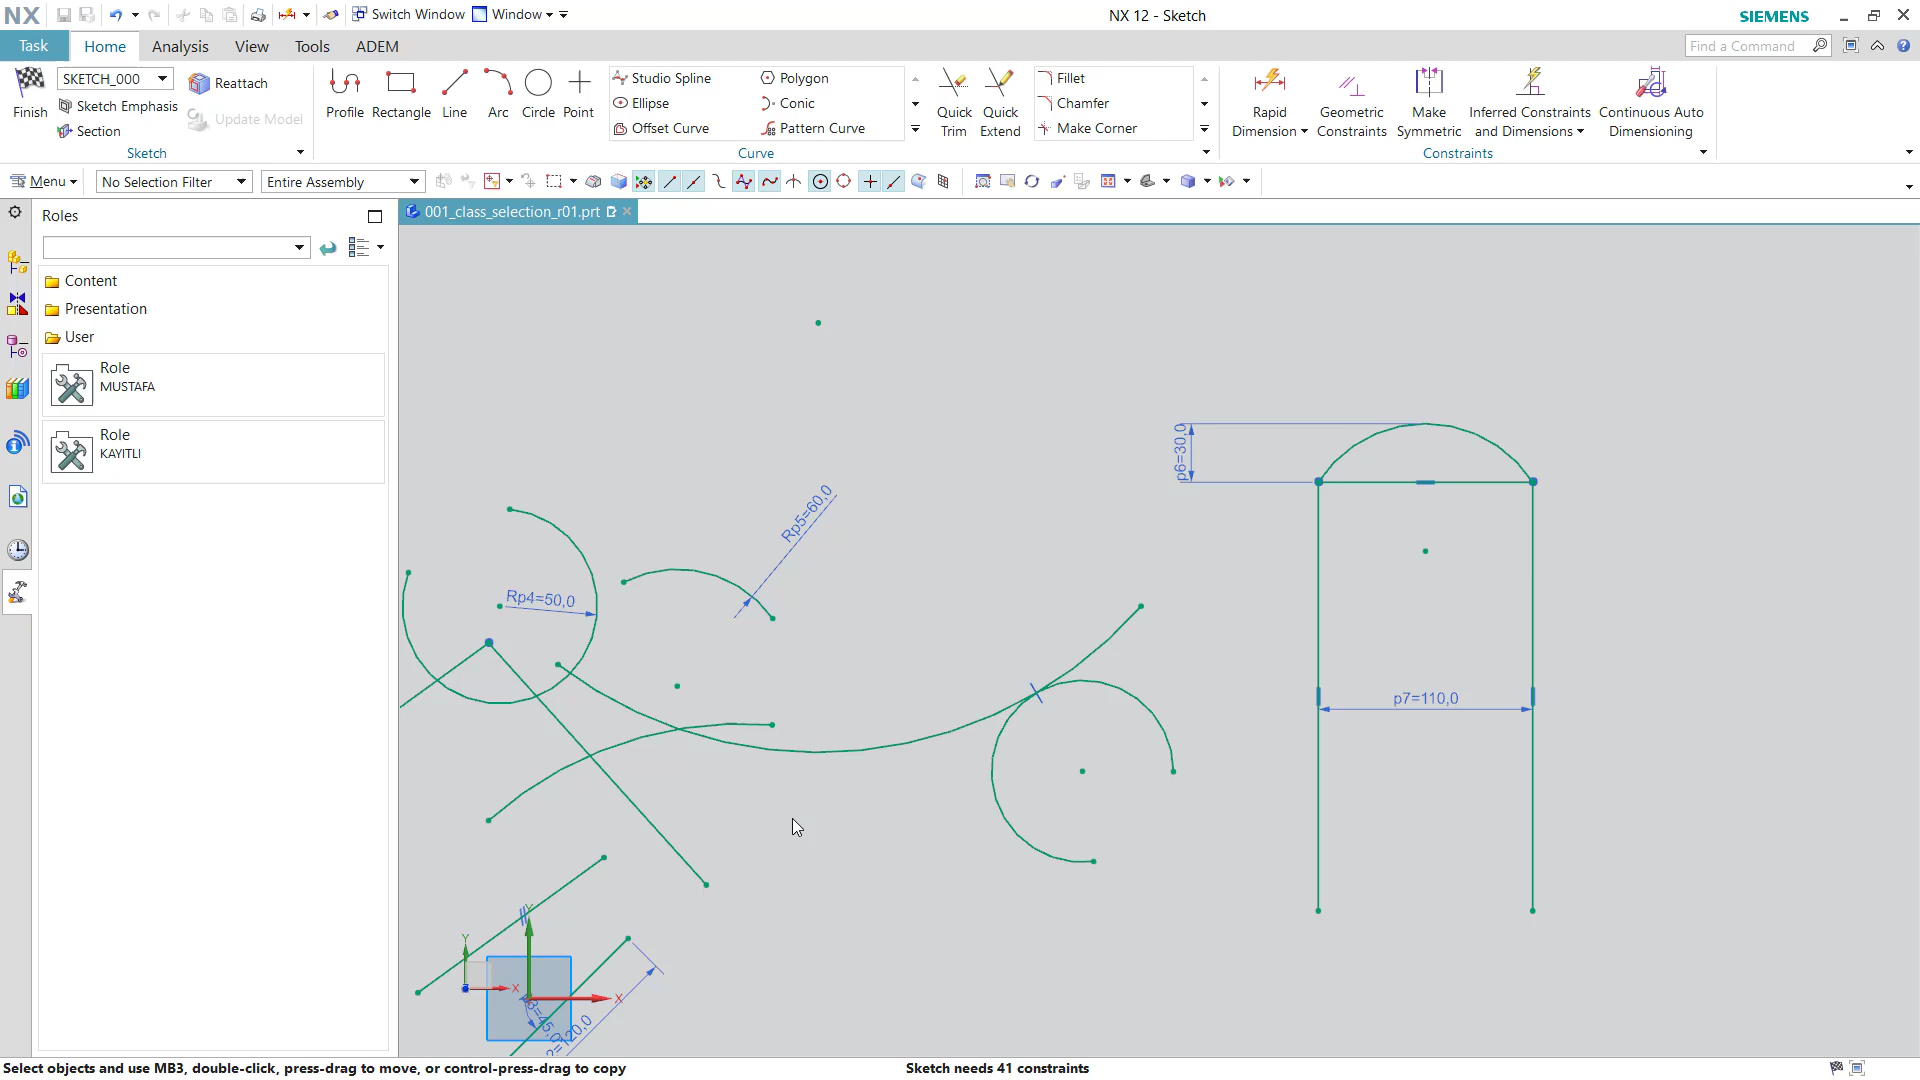 NX Switch Window Window NX 12 - Sketch SIEMENS
Task Home Analysis View Tools ADEM Find a Command
SKETCH_000 Reattach Studio Spline Polygon Fillet
Sketch Emphasis Ellipse Conic Chamfer
Finish Update Model Profile Rectangle Line Arc Circle Point Quick Trim Quick Extend Rapid Dimension Geometric Constraints Make Symmetric Inferred Constraints and Dimensions Continuous Auto Dimensioning
Section Offset Curve Pattern Curve Make Corner
Sketch Curve Constraints
Menu No Selection Filter Entire Assembly
Roles 001_class_selection_r01.prt
Content
Presentation
User
Role
MUSTAFA
Role
KAYITLI
p6=30,0
Rp5=60,0
Rp4=50,0
p7=110,0
Y
Y
X
X
=45,0
2=120,0
Select objects and use MB3, double-click, press-drag to move, or control-press-drag to copy Sketch needs 41 constraints